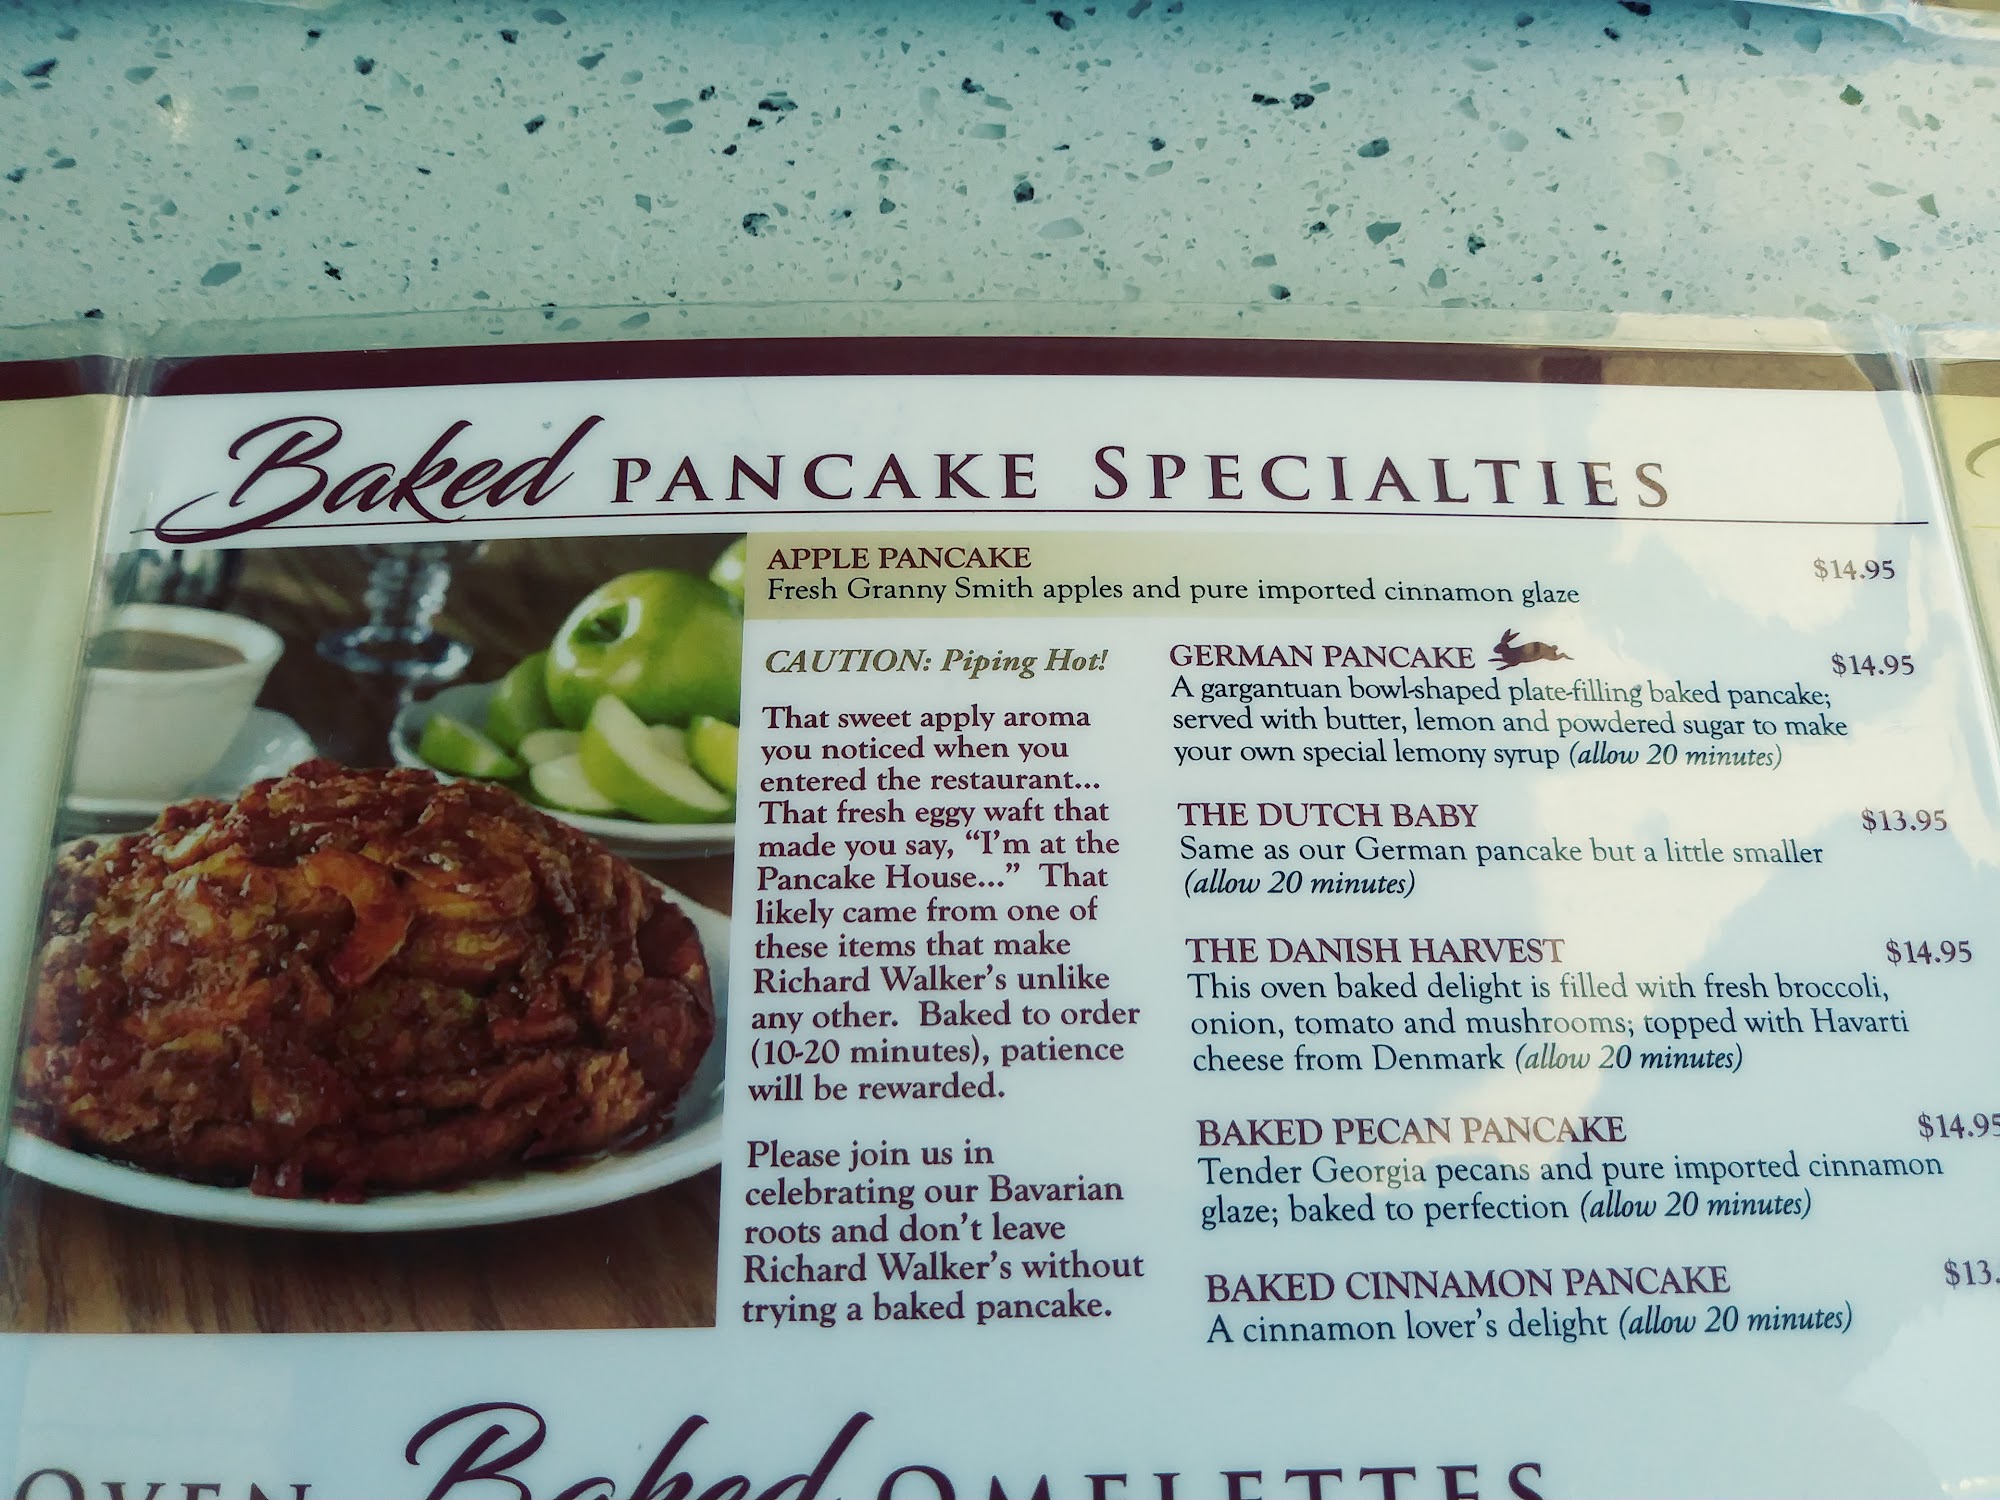 Baked PANCAKE SPECIALTIES
APPLE PANCAKE $14.95
Fresh Granny Smith apples and pure imported cinnamon glaze
CAUTION: Piping Hot!
That sweet apply aroma
you noticed when you
entered the restaurant...
That fresh eggy waft that
made you say, “I’m at the
Pancake House...” That
likely came from one of
these items that make
Richard Walker’s unlike
any other. Baked to order
(10-20 minutes), patience
will be rewarded.
Please join us in
celebrating our Bavarian
roots and don’t leave
Richard Walker’s without
trying a baked pancake.
GERMAN PANCAKE $14.95
A gargantuan bowl-shaped plate-filling baked pancake;
served with butter, lemon and powdered sugar to make
your own special lemony syrup (allow 20 minutes)
THE DUTCH BABY $13.95
Same as our German pancake but a little smaller
(allow 20 minutes)
THE DANISH HARVEST $14.95
This oven baked delight is filled with fresh broccoli,
onion, tomato and mushrooms; topped with Havarti
cheese from Denmark (allow 20 minutes)
BAKED PECAN PANCAKE $14.95
Tender Georgia pecans and pure imported cinnamon
glaze; baked to perfection (allow 20 minutes)
BAKED CINNAMON PANCAKE $13.
A cinnamon lover’s delight (allow 20 minutes)
OVEN Baked OMELETTES